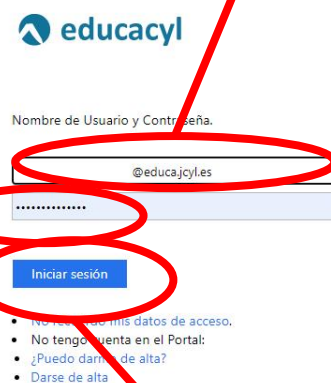 educacyl
Nombre de Usuario y Contraseña.
@educa.jcyl.es
Iniciar sesión
No recuerdo mis datos de acceso.
No tengo cuenta en el Portal:
¿Puedo darme de alta?
Darse de alta